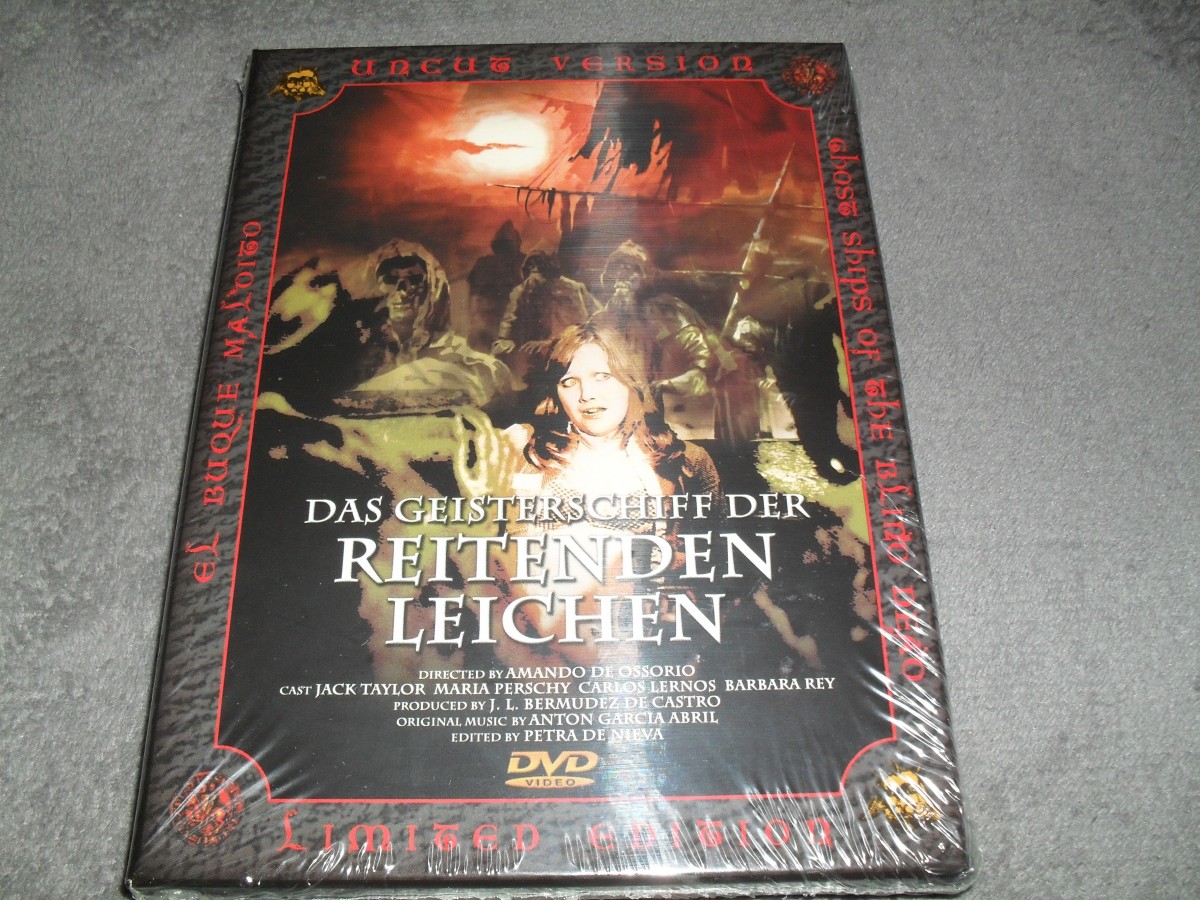 UNCUT VERSION
GHOST SHIPS OF THE BLIND DEAD
EL BUQUE MALDITO
DAS GEISTERSCHIFF DER
REITENDEN
LEICHEN
DIRECTED BY AMANDO DE OSSORIO
CAST JACK TAYLOR MARIA PERSCHY CARLOS LERNOS BARBARA REY
PRODUCED BY J. L. BERMUDEZ DE CASTRO
ORIGINAL MUSIC BY ANTON GARCIA ABRIL
EDITED BY PETRA DE NIEVA
DVD
VIDEO
LIMITED EDITION